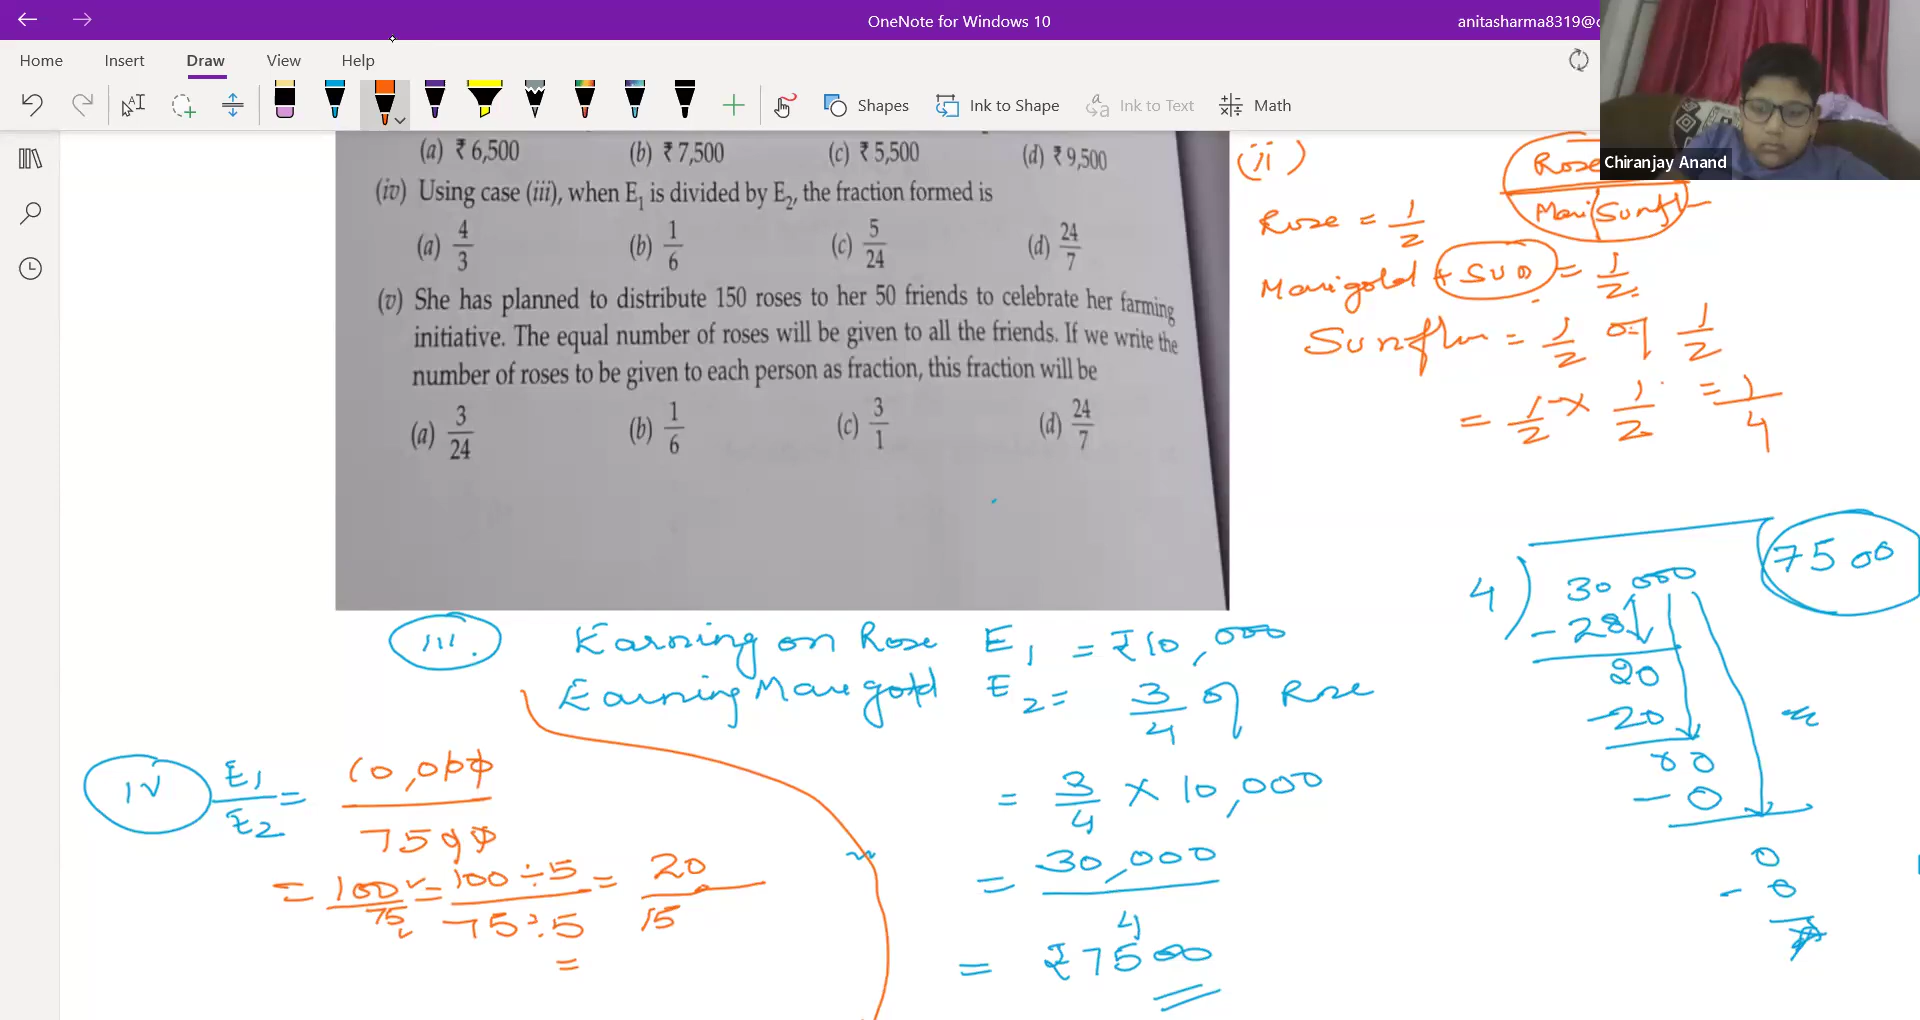 OneNote for Windows 10
anitasharma8319@
Home Insert Draw View Help
Shapes Ink to Shape Ink to Text Math
Chiranjay Anand
(a) ₹ 6,500 (b) ₹ 7,500 (c) ₹ 5,500 (d) ₹ 9,500
(iv) Using case (iii), when E₁ is divided by E₂, the fraction formed is
(a) 4/3 (b) 1/6 (c) 5/24 (d) 24/7
(v) She has planned to distribute 150 roses to her 50 friends to celebrate her farming
initiative. The equal number of roses will be given to all the friends. If we write the
number of roses to be given to each person as fraction, this fraction will be
(a) 3/24 (b) 1/6 (c) 3/1 (d) 24/7
(ii)
Rose
Mari Sunfl
Rose = 1/2
Marigold + Sun = 1/2
Sunflw = 1/2 of 1/2
= 1/2 × 1/2 = 1/4
4 ) 30000 ( 7500
- 28
20
- 20
00
- 0
0
- 0
iii. Earning on Rose E₁ = ₹10,000
Earning Marigold E₂ = 3/4 of Rose
= 3/4 × 10,000
= 30,000/4
= ₹7500
iv E1/E2 = 10,000/7500
= 100/75 = 100÷5/75÷5 = 20/15
=